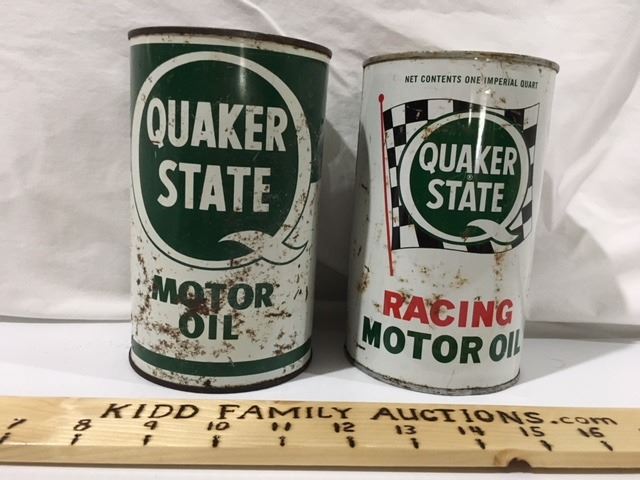 QUAKER
STATE
MOTOR
OIL
NET CONTENTS ONE IMPERIAL QUART
QUAKER
STATE
®
RACING
MOTOR OIL
KIDD FAMILY AUCTIONS.com
7 8 9 10 11 12 13 14 15 16